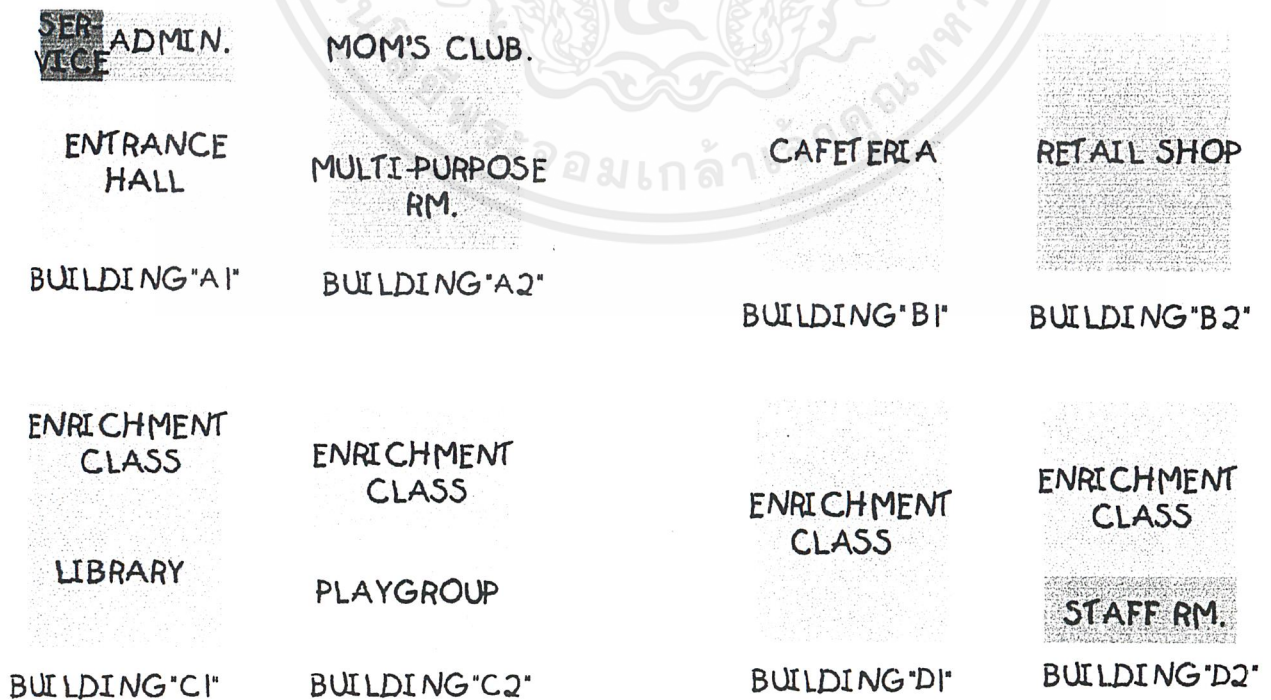 SER-
VICE
ADMIN.
ENTRANCE
HALL
BUILDING"A1"
MOM'S CLUB.
MULTI-PURPOSE
RM.
BUILDING"A2"
CAFETERIA
BUILDING"B1"
RETAIL SHOP
BUILDING"B2"
ENRICHMENT
CLASS
LIBRARY
BUILDING"C1"
ENRICHMENT
CLASS
PLAYGROUP
BUILDING"C2"
ENRICHMENT
CLASS
BUILDING"D1"
ENRICHMENT
CLASS
STAFF RM.
BUILDING"D2"